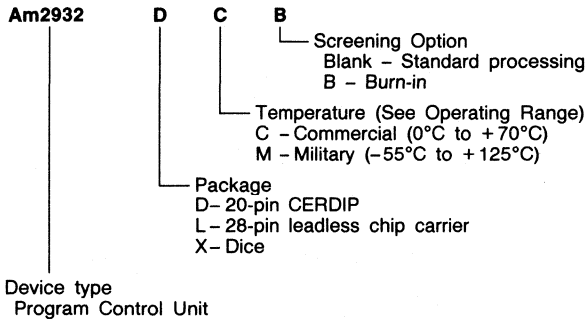 Am2932 D C B
Screening Option
Blank – Standard processing
B – Burn-in
Temperature (See Operating Range)
C – Commercial (0°C to +70°C)
M – Military (–55°C to +125°C)
Package
D– 20-pin CERDIP
L – 28-pin leadless chip carrier
X – Dice
Device type
Program Control Unit